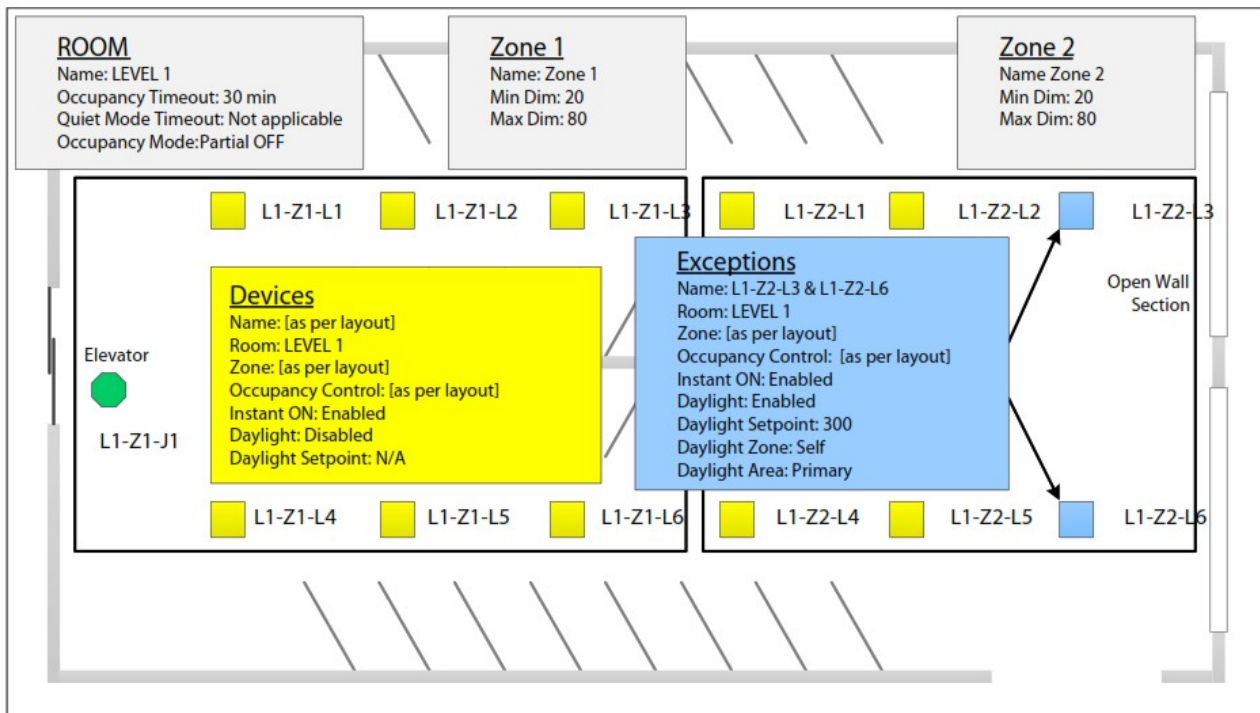 ROOM
Name: LEVEL 1
Occupancy Timeout: 30 min
Quiet Mode Timeout: Not applicable
Occupancy Mode:Partial OFF
Zone 1
Name: Zone 1
Min Dim: 20
Max Dim: 80
Zone 2
Name Zone 2
Min Dim: 20
Max Dim: 80
L1-Z1-L1
L1-Z1-L2
L1-Z1-L3
L1-Z2-L1
L1-Z2-L2
L1-Z2-L3
Devices
Name: [as per layout]
Room: LEVEL 1
Zone: [as per layout]
Occupancy Control: [as per layout]
Instant ON: Enabled
Daylight: Disabled
Daylight Setpoint: N/A
Exceptions
Name: L1-Z2-L3 & L1-Z2-L6
Room: LEVEL 1
Zone: [as per layout]
Occupancy Control: [as per layout]
Instant ON: Enabled
Daylight: Enabled
Daylight Setpoint: 300
Daylight Zone: Self
Daylight Area: Primary
Open Wall
Section
Elevator
L1-Z1-J1
L1-Z1-L4
L1-Z1-L5
L1-Z1-L6
L1-Z2-L4
L1-Z2-L5
L1-Z2-L6